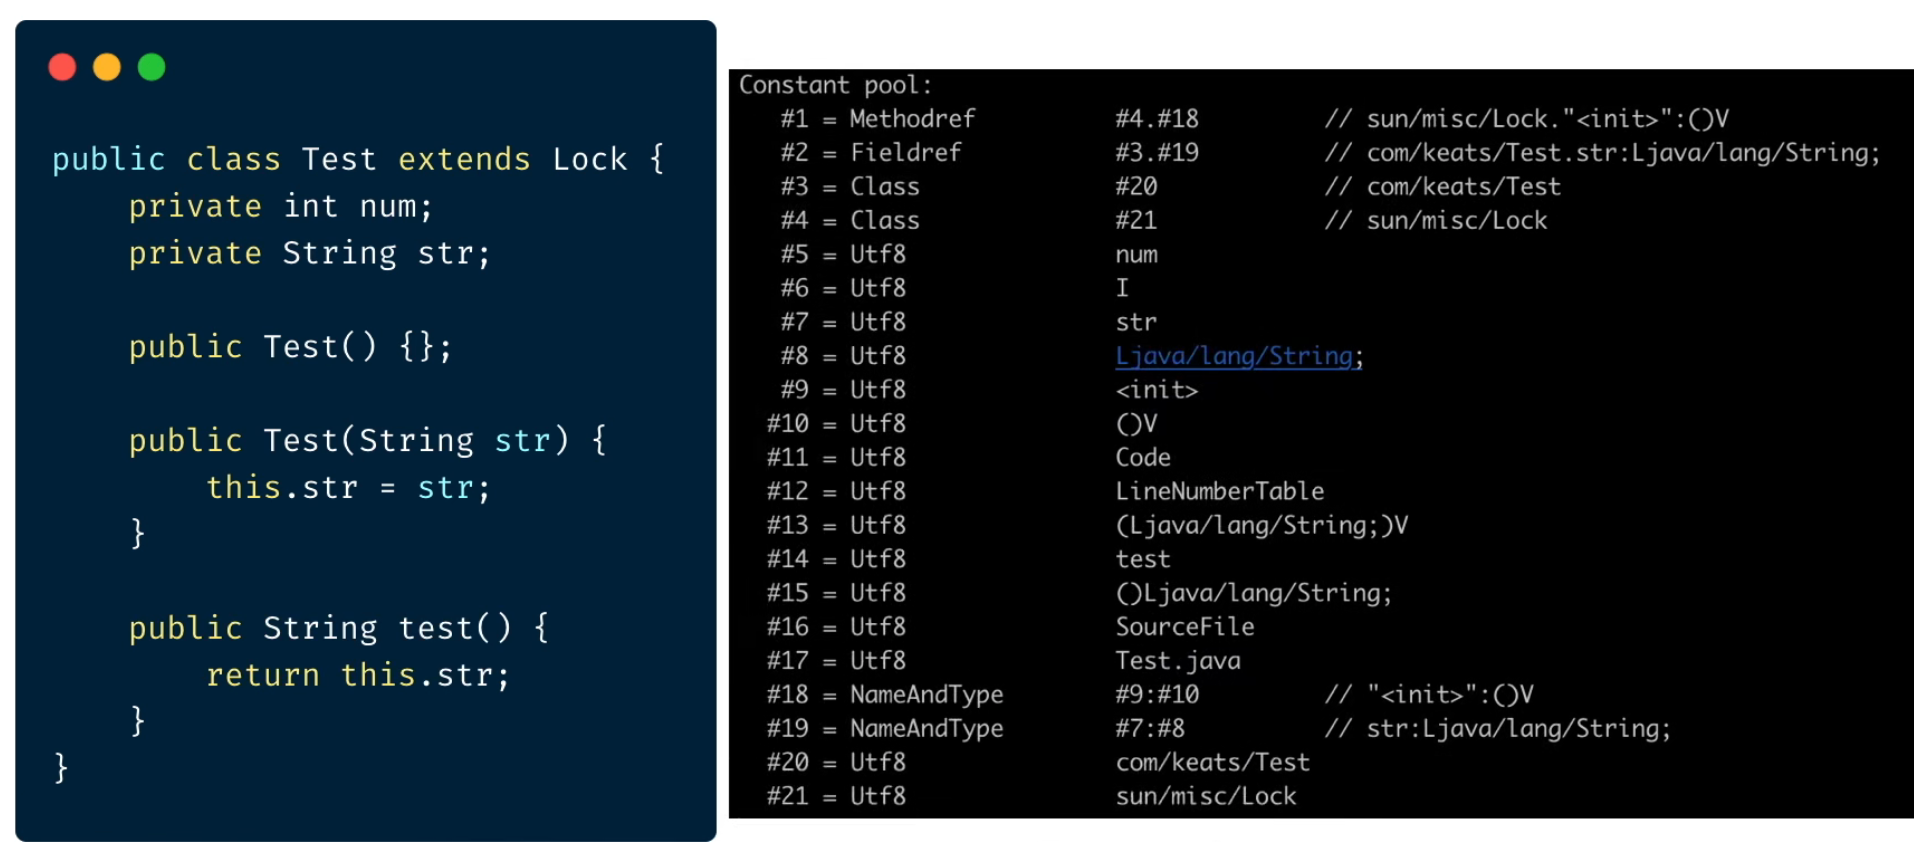 public class Test extends Lock {
    private int num;
    private String str;
    public Test() {};
    public Test(String str) {
        this.str = str;
    }
    public String test() {
        return this.str;
    }
}
Constant pool:
   #1 = Methodref          #4.#18         // sun/misc/Lock."<init>":()V
   #2 = Fieldref           #3.#19         // com/keats/Test.str:Ljava/lang/String;
   #3 = Class              #20            // com/keats/Test
   #4 = Class              #21            // sun/misc/Lock
   #5 = Utf8               num
   #6 = Utf8               I
   #7 = Utf8               str
   #8 = Utf8               Ljava/lang/String;
   #9 = Utf8               <init>
  #10 = Utf8               ()V
  #11 = Utf8               Code
  #12 = Utf8               LineNumberTable
  #13 = Utf8               (Ljava/lang/String;)V
  #14 = Utf8               test
  #15 = Utf8               ()Ljava/lang/String;
  #16 = Utf8               SourceFile
  #17 = Utf8               Test.java
  #18 = NameAndType        #9:#10         // "<init>":()V
  #19 = NameAndType        #7:#8          // str:Ljava/lang/String;
  #20 = Utf8               com/keats/Test
  #21 = Utf8               sun/misc/Lock